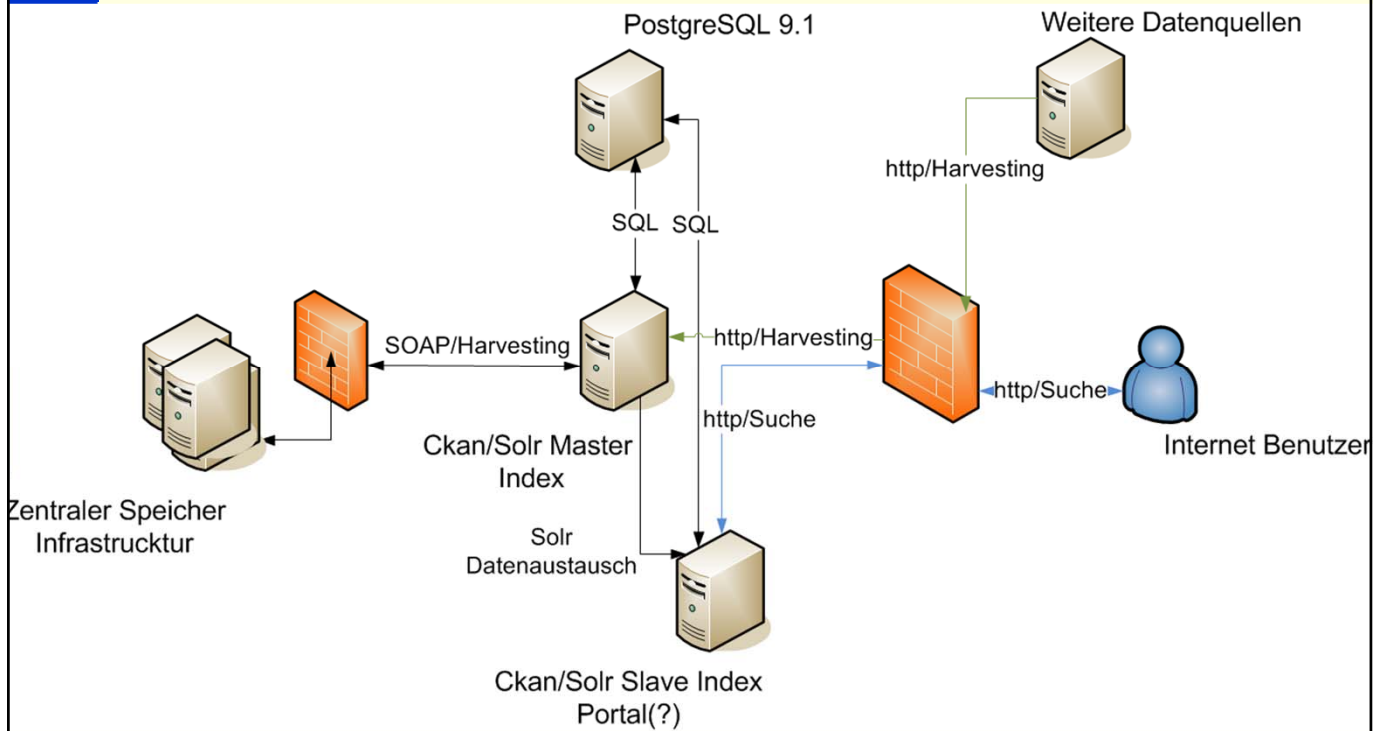 PostgreSQL 9.1
Weitere Datenquellen
http/Harvesting
SQL
SQL
SOAP/Harvesting
http/Harvesting
http/Suche
http/Suche
Ckan/Solr Master
Index
Internet Benutzer
Zentraler Speicher
Infrastrucktur
Solr
Datenaustausch
Ckan/Solr Slave Index
Portal(?)